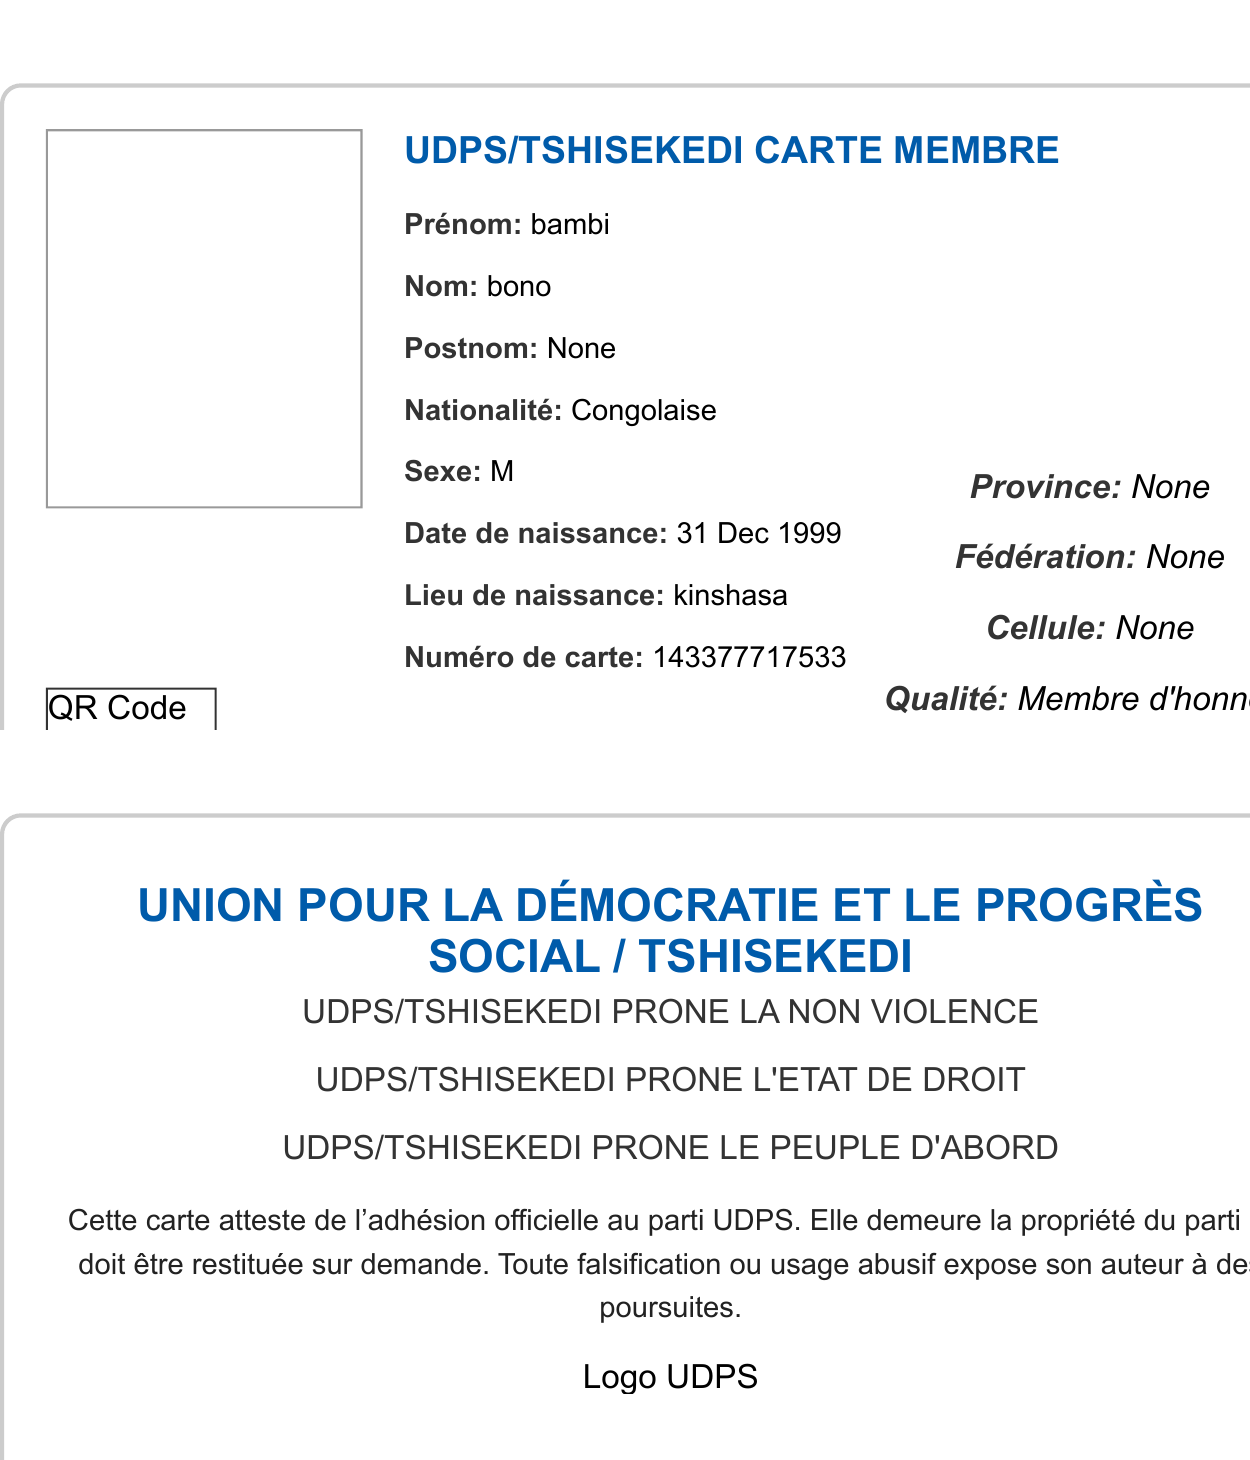 UDPS/TSHISEKEDI CARTE MEMBRE
Prénom: bambi
Nom: bono
Postnom: None
Nationalité: Congolaise
Sexe: M
Date de naissance: 31 Dec 1999
Lieu de naissance: kinshasa
Numéro de carte: 143377717533
Province: None
Fédération: None
Cellule: None
Qualité: Membre
QR Code
UNION POUR LA DÉMOCRATIE ET LE PROGRÈS
SOCIAL / TSHISEKEDI
UDPS/TSHISEKEDI PRONE LA NON VIOLENCE
UDPS/TSHISEKEDI PRONE L'ETAT DE DROIT
UDPS/TSHISEKEDI PRONE LE PEUPLE D'ABORD
Cette carte atteste de l’adhésion officielle au parti UDPS. Elle demeure la propriété du parti
doit être restituée sur demande. Toute falsification ou usage abusif expose son auteur à
poursuites.
Logo UDPS